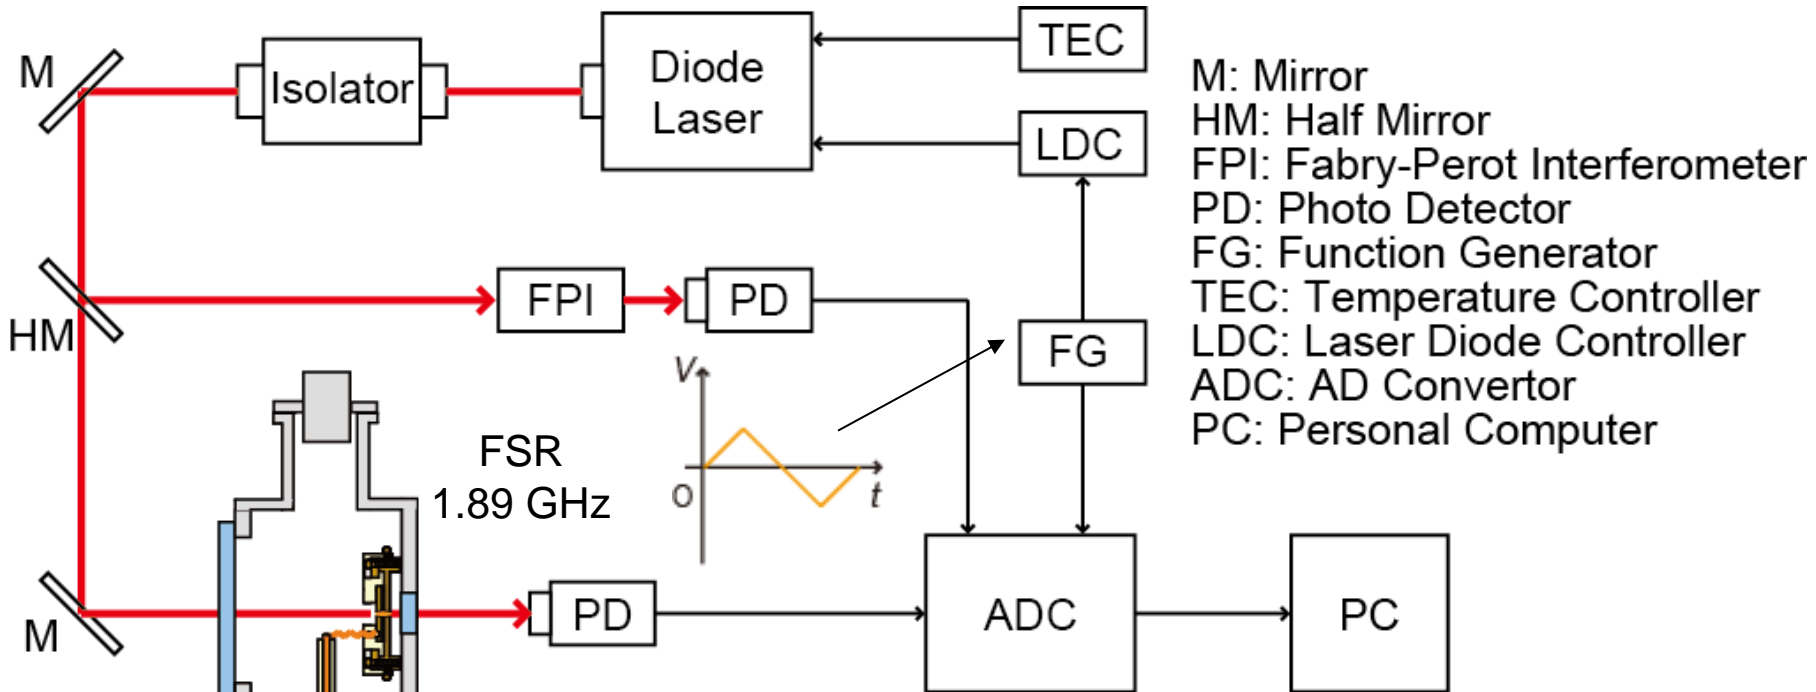 M
Isolator
Diode
Laser
TEC
LDC
M: Mirror
HM: Half Mirror
FPI: Fabry-Perot Interferometer
PD: Photo Detector
FG: Function Generator
TEC: Temperature Controller
LDC: Laser Diode Controller
ADC: AD Convertor
PC: Personal Computer
HM
FPI
PD
FG
V
O
t
FSR
1.89 GHz
M
PD
ADC
PC